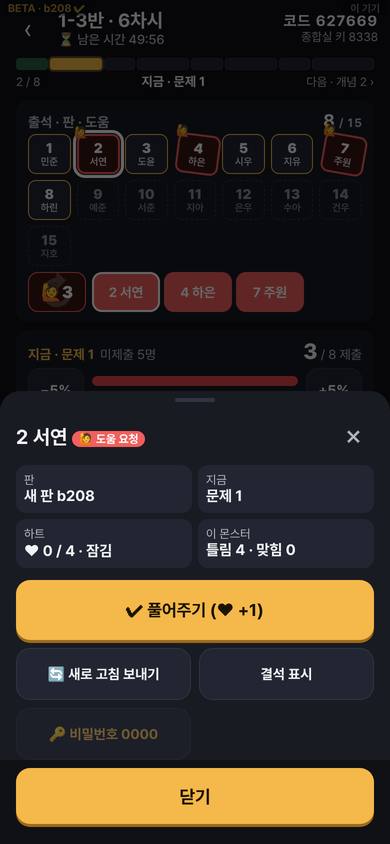 BETA · b208 ✔
이 기기
1-3반 · 6차시
코드 627669
⏳ 남은 시간 49:56
종합실 키 8338
2 / 8
지금 · 문제 1
다음 · 개념 2 ›
출석 · 판 · 도움
8 / 15
1 2 3 4 5 6 7
민준 서연 도윤 하은 시우 지유 주원
8 9 10 11 12 13 14
하린 예준 서준 지아 은우 수아 건우
15
지호
🙋 3 2 서연 4 하은 7 주원
지금 · 문제 1 미제출 5명
3 / 8 제출
−5% +5%
2 서연 🙋 도움 요청 ✕
판 지금
새 판 b208 문제 1
하트 이 몬스터
♥ 0 / 4 · 잠김 틀림 4 · 맞힘 0
✔ 풀어주기 (♥ +1)
🔄 새로 고침 보내기 결석 표시
🔑 비밀번호 0000
닫기